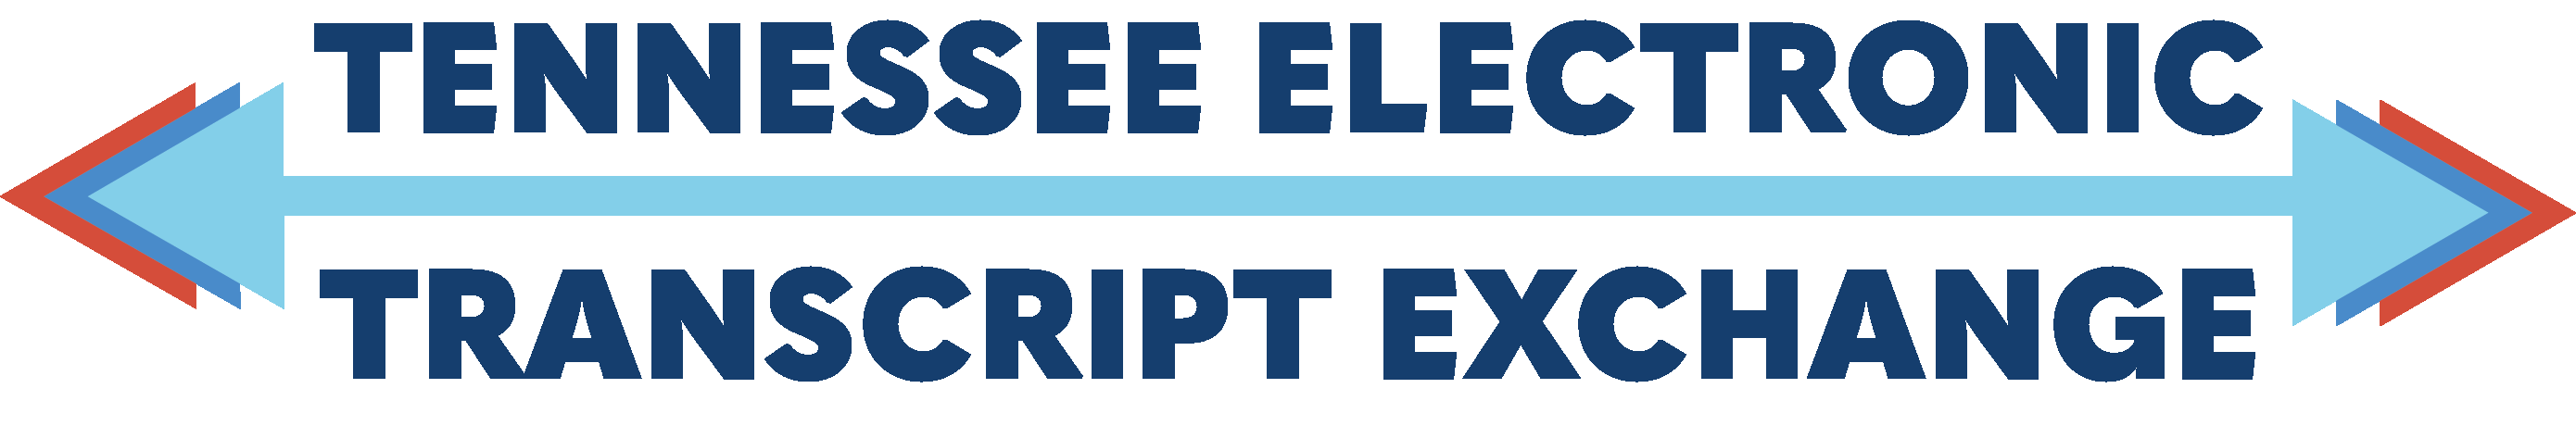 TENNESSEE ELECTRONIC
TRANSCRIPT EXCHANGE